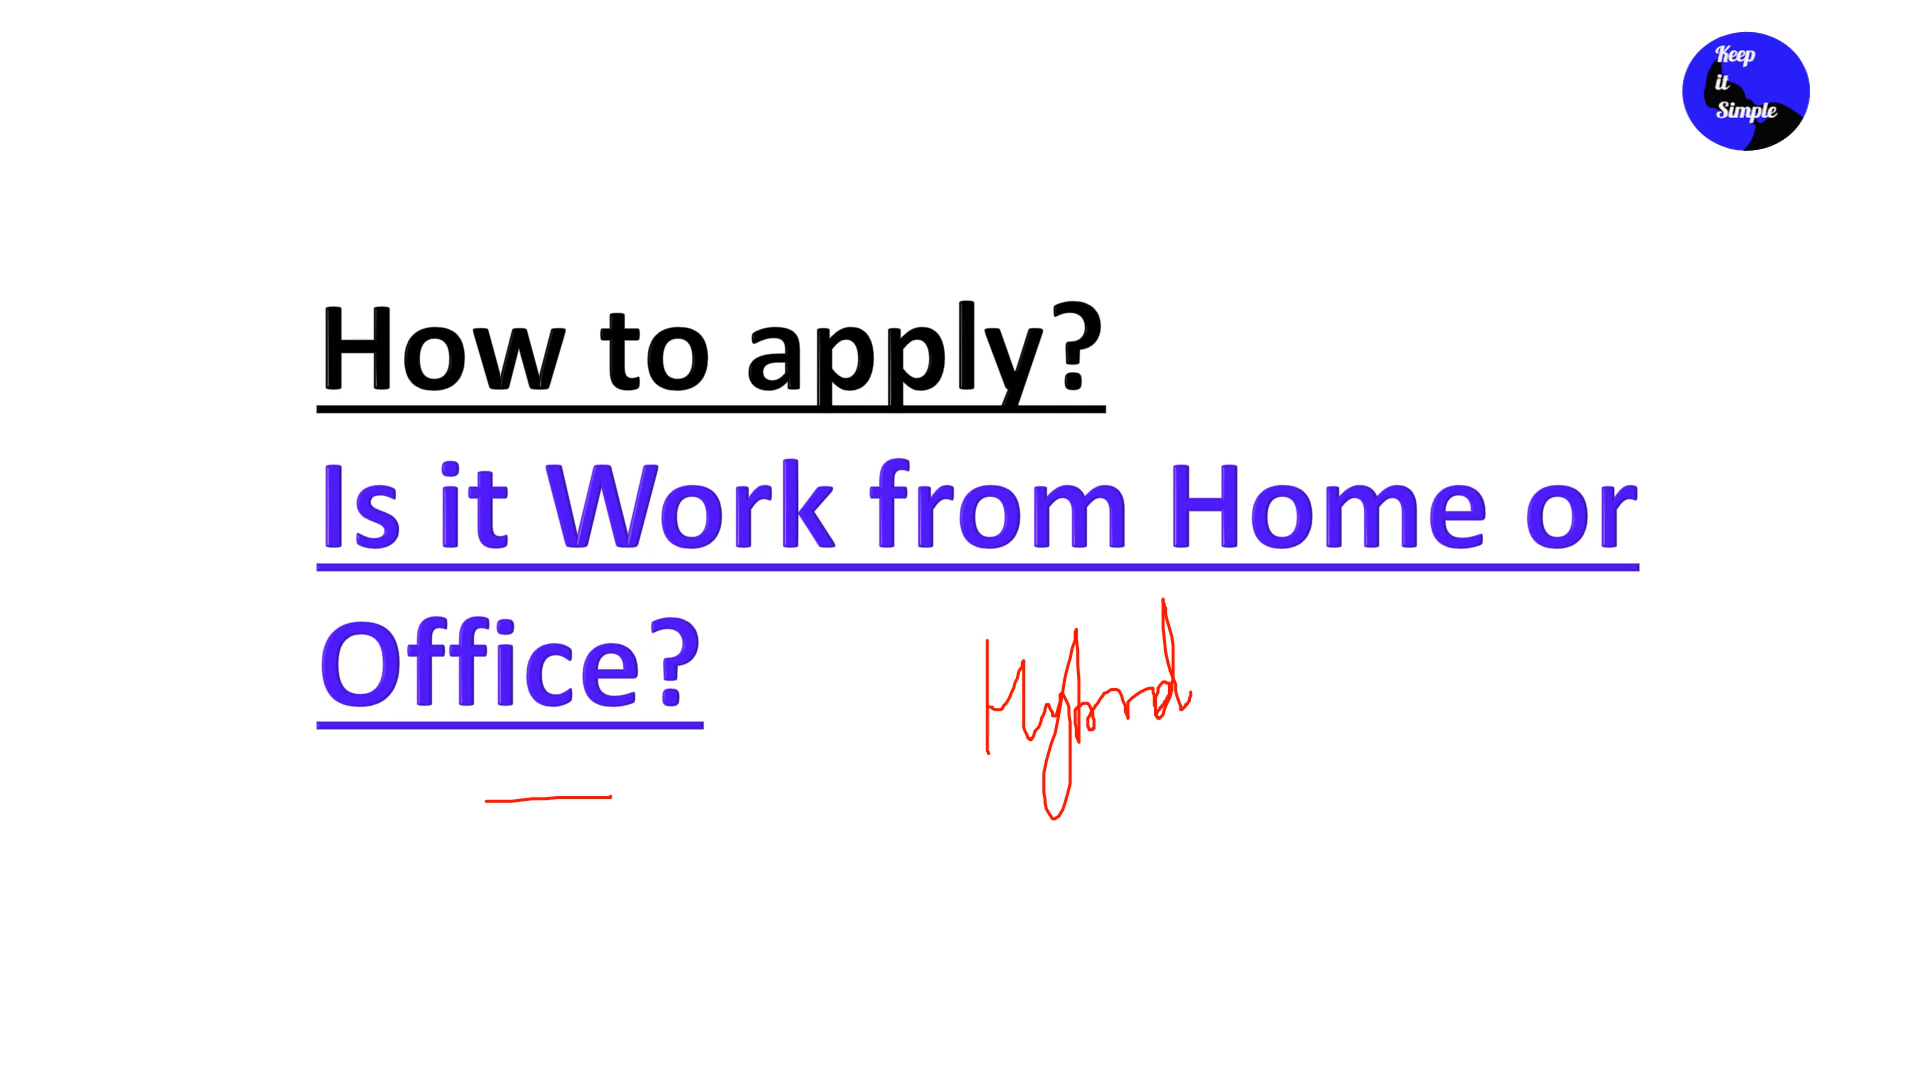 Keep
it
Simple
How to apply?
Is it Work from Home or
Office?
Hybrid